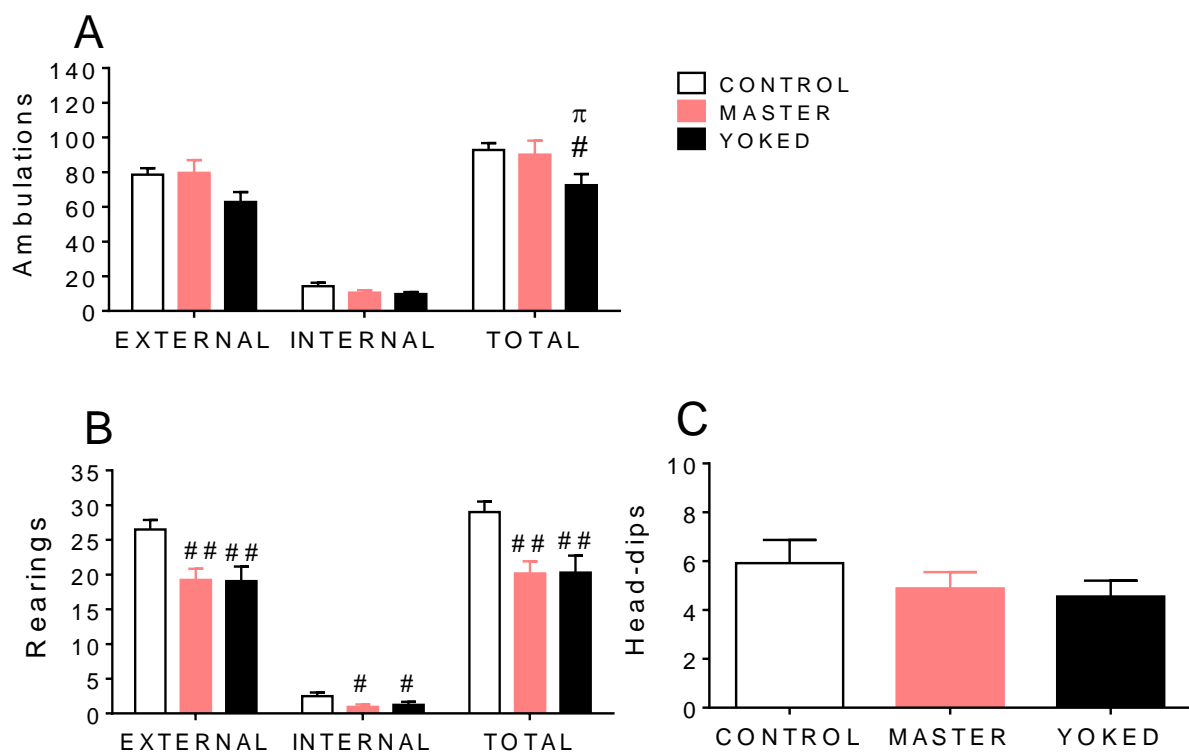 A
Ambulations
140
120
100
80
60
40
20
0
π
#
EXTERNAL INTERNAL TOTAL
CONTROL
MASTER
YOKED
B
Rearings
35
30
25
20
15
10
5
0
## ##
# #
## ##
EXTERNAL INTERNAL TOTAL
C
Head-dips
10
8
6
4
2
0
CONTROL MASTER YOKED